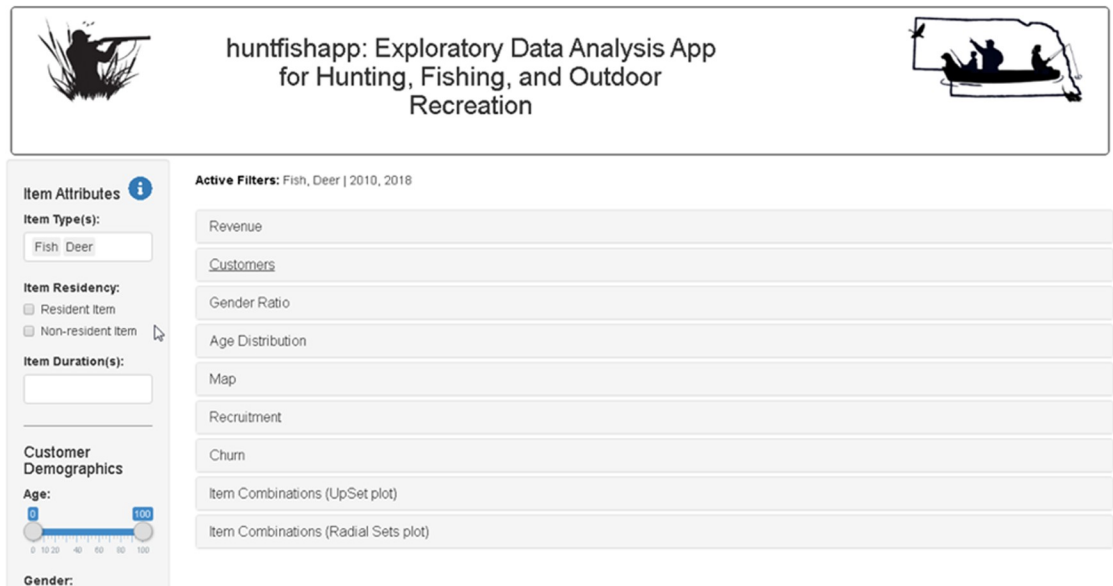 huntfishapp: Exploratory Data Analysis App
for Hunting, Fishing, and Outdoor
Recreation
Item Attributes i
Item Type(s):
Fish Deer
Item Residency:
Resident Item
Non-resident Item
Item Duration(s):
Customer
Demographics
Age:
0 100
0 10 20 40 60 80 100
Gender:
Active Filters: Fish, Deer | 2010, 2018
Revenue
Customers
Gender Ratio
Age Distribution
Map
Recruitment
Churn
Item Combinations (UpSet plot)
Item Combinations (Radial Sets plot)